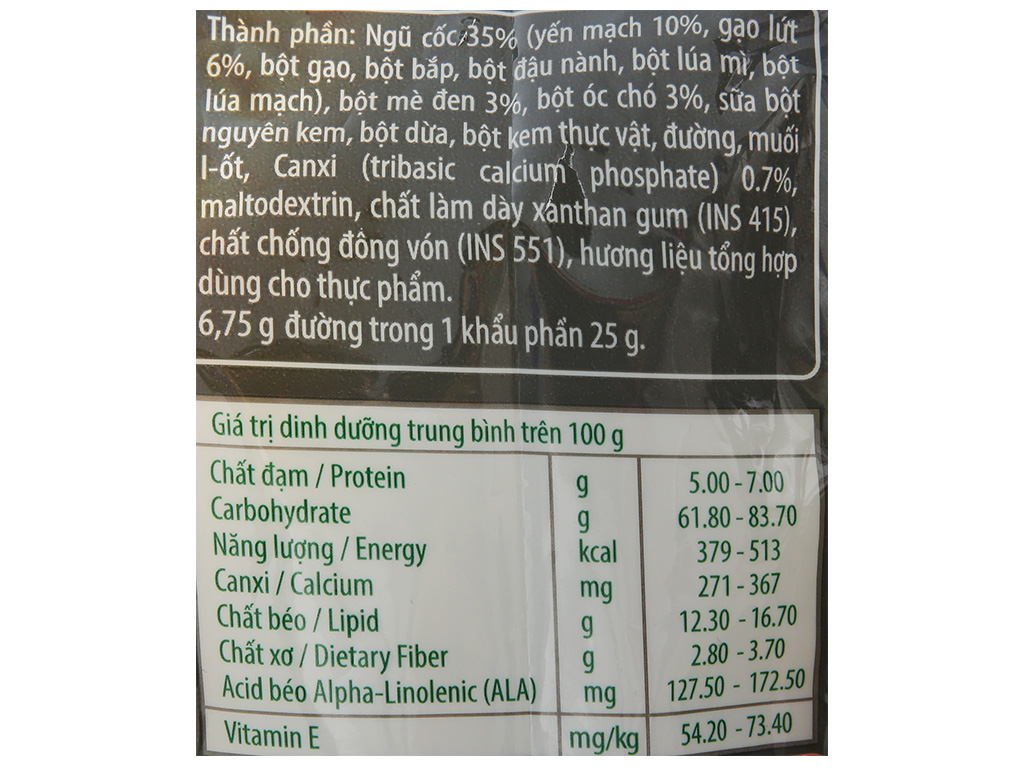 Thành phần: Ngũ cốc 35% (yến mạch 10%, gạo lứt
6%, bột gạo, bột bắp, bột đậu nành, bột lúa mì, bột
lúa mạch), bột mè đen 3%, bột óc chó 3%, sữa bột
nguyên kem, bột dừa, bột kem thực vật, đường, muối
I-ốt, Canxi (tribasic calcium phosphate) 0.7%,
maltodextrin, chất làm dày xanthan gum (INS 415),
chất chống đông vón (INS 551), hương liệu tổng hợp
dùng cho thực phẩm.
6,75 g đường trong 1 khẩu phần 25 g.
Giá trị dinh dưỡng trung bình trên 100 g
Chất đạm / Protein g 5.00 - 7.00
Carbohydrate g 61.80 - 83.70
Năng lượng / Energy kcal 379 - 513
Canxi / Calcium mg 271 - 367
Chất béo / Lipid g 12.30 - 16.70
Chất xơ / Dietary Fiber g 2.80 - 3.70
Acid béo Alpha-Linolenic (ALA) mg 127.50 - 172.50
Vitamin E mg/kg 54.20 - 73.40